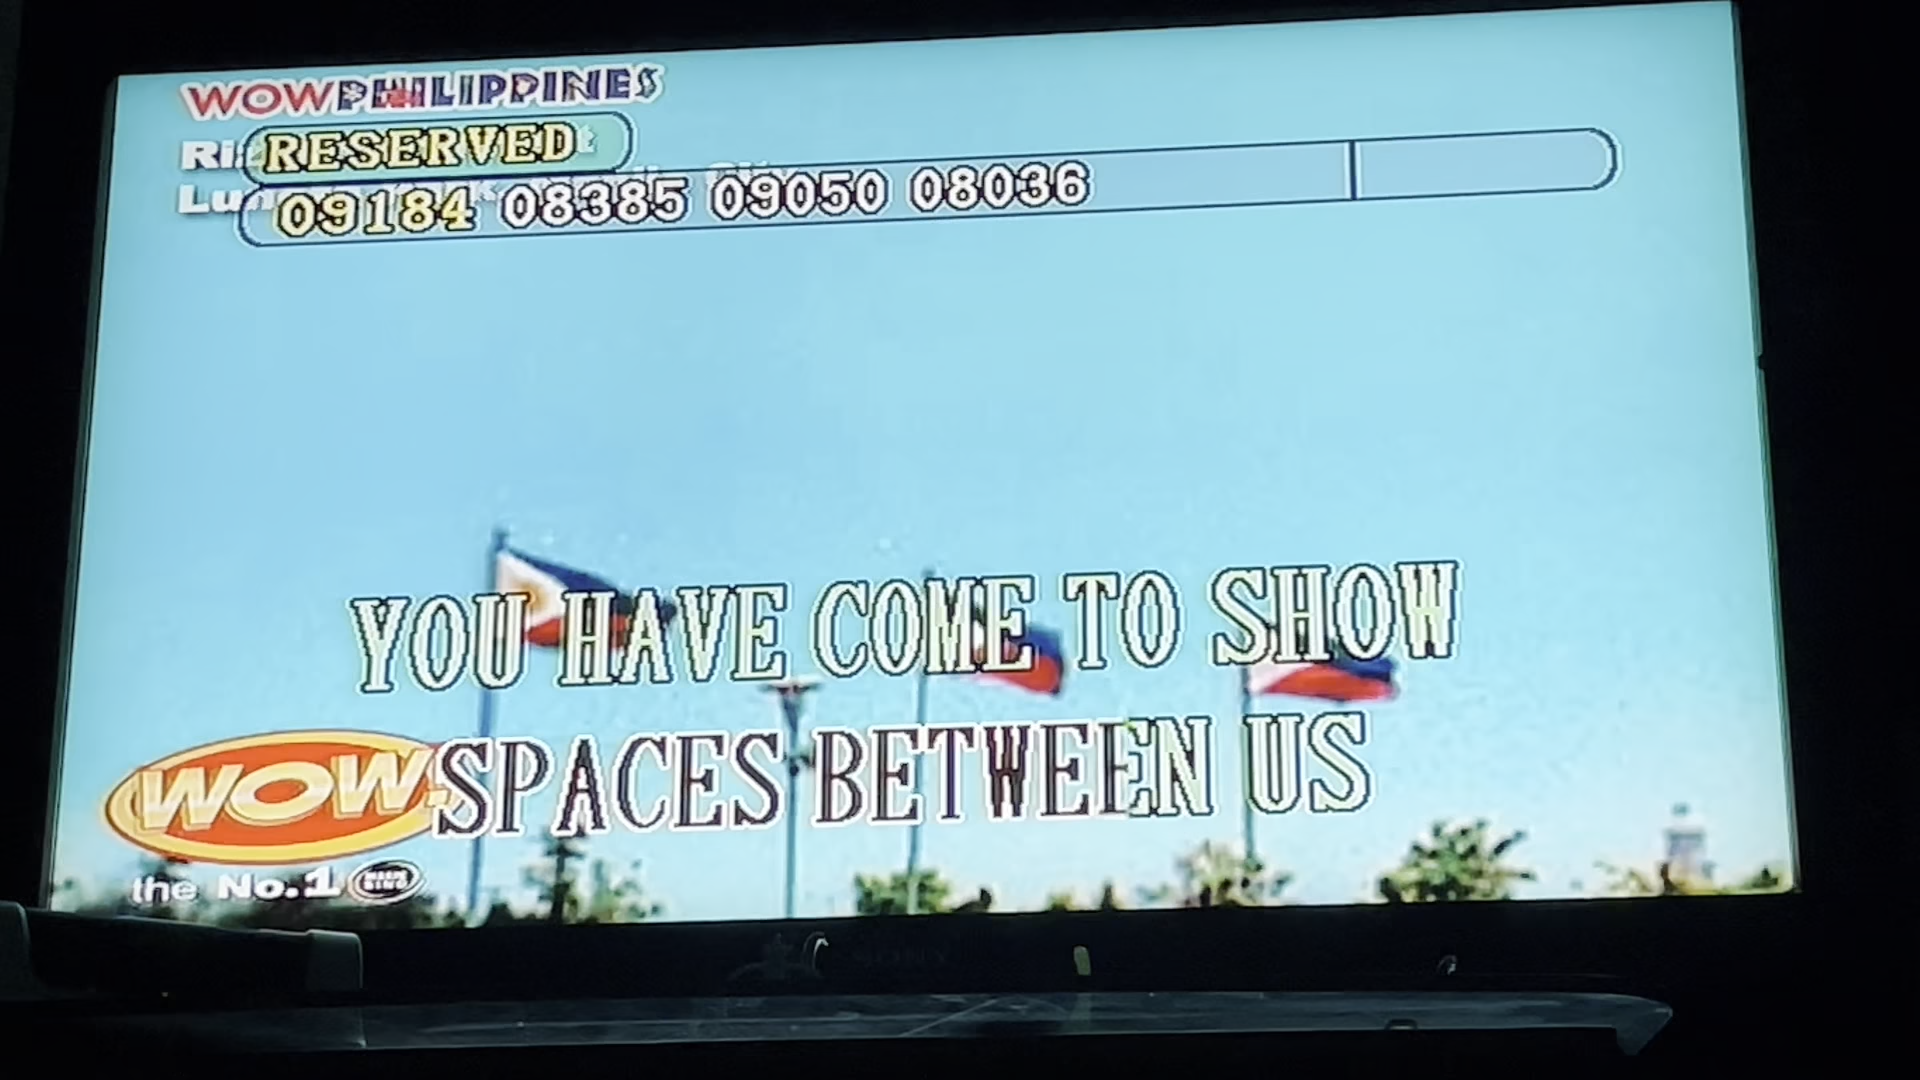 WOWPHILIPPINES
RESERVED
09184 08385 09050 08036
YOU HAVE COME TO SHOW
SPACES BETWEEN US
WOW
the No.1